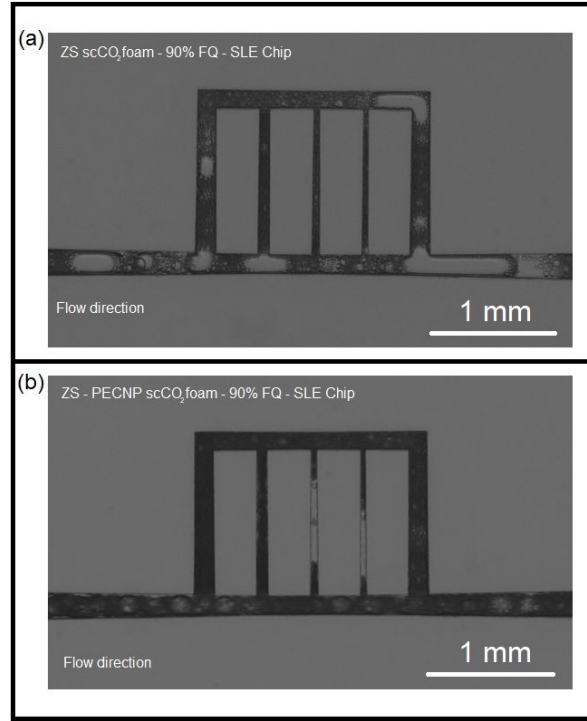 (a)
ZS scCO₂foam - 90% FQ - SLE Chip
Flow direction
1 mm
(b)
ZS - PECNP scCO₂foam - 90% FQ - SLE Chip
Flow direction
1 mm